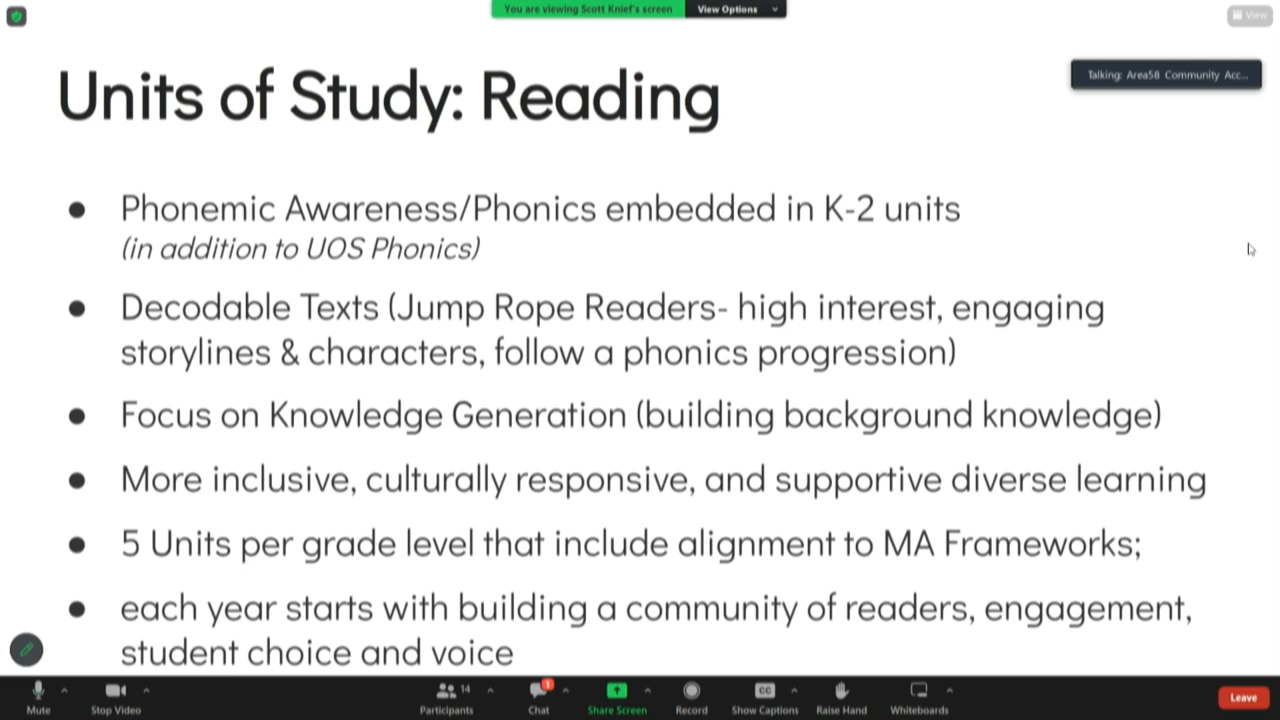 You are viewing Scott Knief's screen
View Options
View
Talking: Area58 Community Acc...
Units of Study: Reading
Phonemic Awareness/Phonics embedded in K-2 units
(in addition to UOS Phonics)
Decodable Texts (Jump Rope Readers- high interest, engaging
storylines & characters, follow a phonics progression)
Focus on Knowledge Generation (building background knowledge)
More inclusive, culturally responsive, and supportive diverse learning
5 Units per grade level that include alignment to MA Frameworks;
each year starts with building a community of readers, engagement,
student choice and voice
14
1
CC
Mute
Stop Video
Participants
Chat
Share Screen
Record
Show Captions
Raise Hand
Whiteboards
Leave